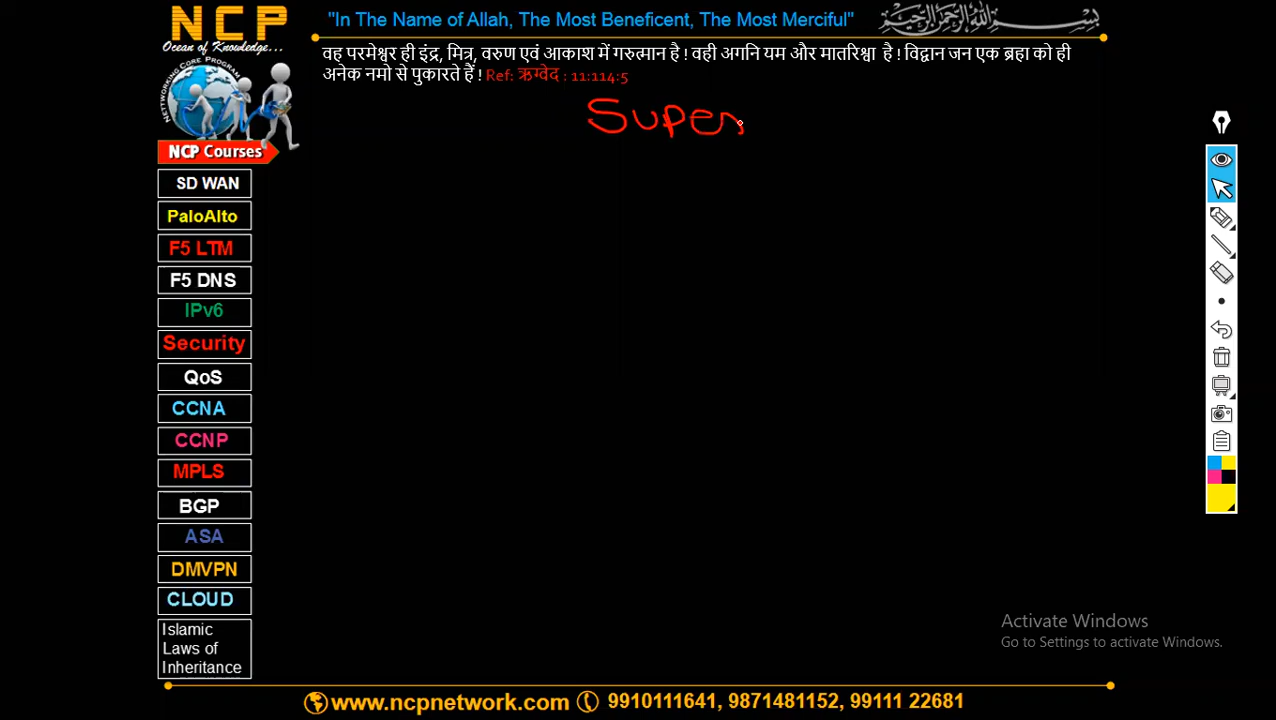 NCP
Ocean of Knowledge...
"In The Name of Allah, The Most Beneficent, The Most Merciful"
वह परमेश्वर ही इंद्र, मित्र, वरुण एवं आकाश में गरुत्मान है ! वही अगनि यम और मातरिश्वा है ! विद्वान जन एक ब्रहा को ही
अनेक नमो से पुकारते हैं ! Ref: ऋग्वेद : 11:114:5
Super
NETTWORKING CORE PROGRAM
NCP Courses
SD WAN
PaloAlto
F5 LTM
F5 DNS
IPv6
Security
QoS
CCNA
CCNP
MPLS
BGP
ASA
DMVPN
CLOUD
Islamic
Laws of
Inheritance
Activate Windows
Go to Settings to activate Windows.
www.ncpnetwork.com 9910111641, 9871481152, 99111 22681